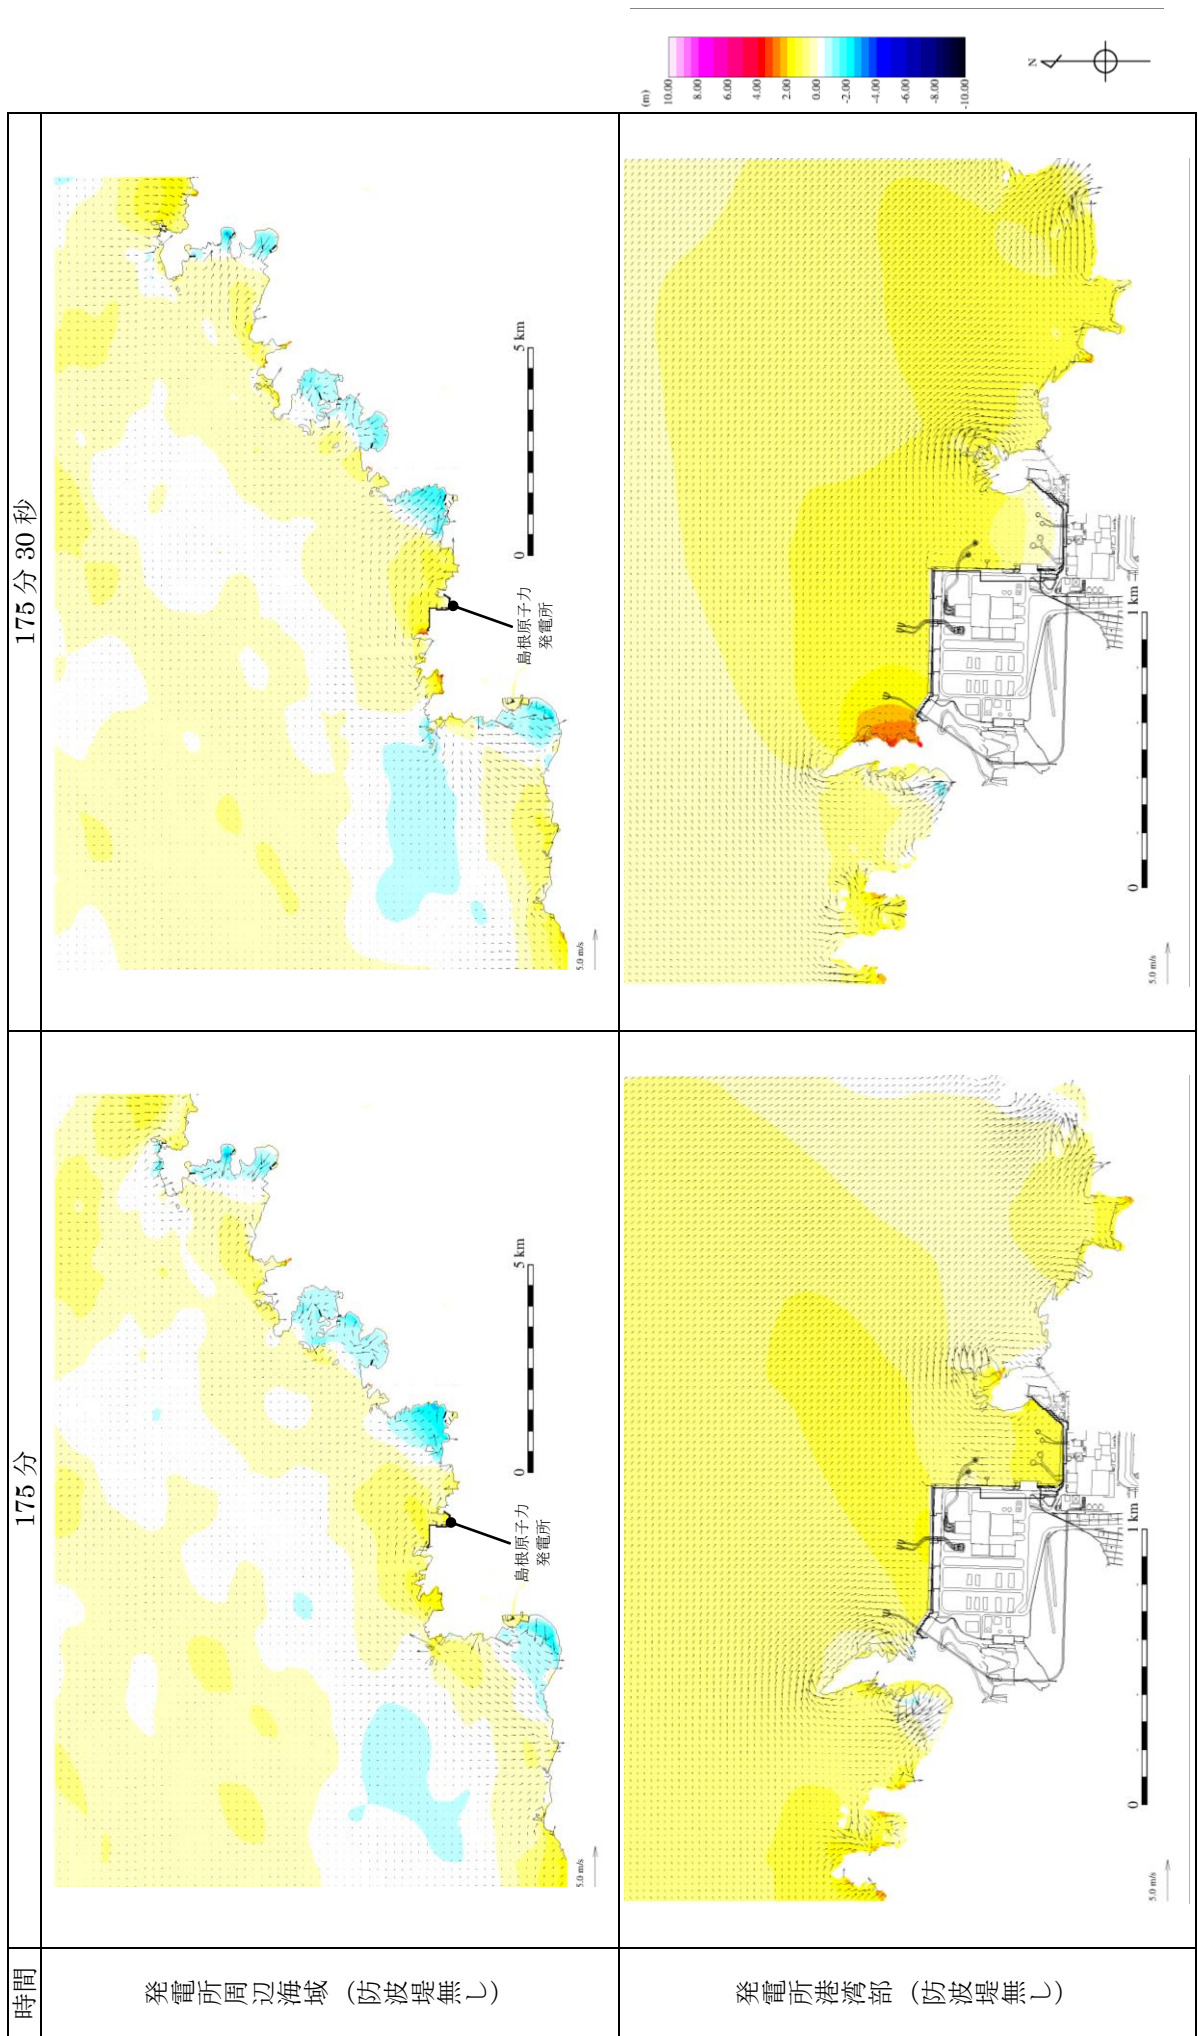 時間
175分
175分30秒
発電所周辺海域(防波堤無し)
島根原子力
発電所
0
5 km
5.0 m/s
島根原子力
発電所
0
5 km
5.0 m/s
発電所港湾部(防波堤無し)
0
1 km
5.0 m/s
0
1 km
5.0 m/s
(m)
10.00
8.00
6.00
4.00
2.00
0.00
-2.00
-4.00
-6.00
-8.00
-10.00
N